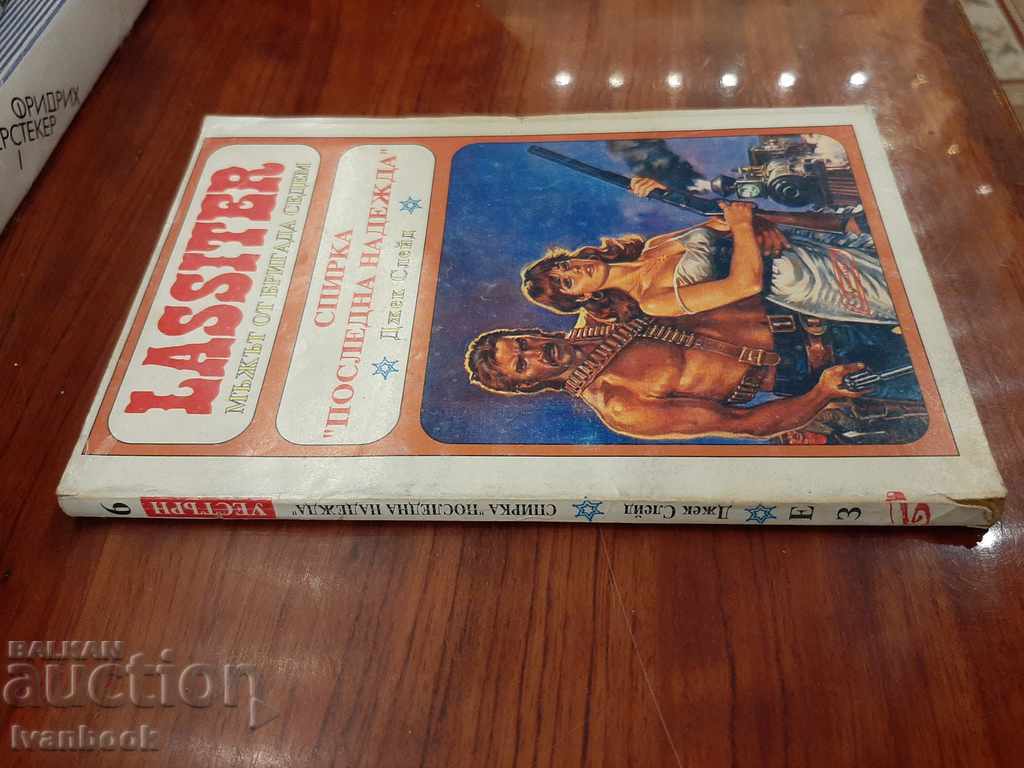 LASSITER
МЪЖЪТ ОТ БРИГАДА СЕДЕМ
СПИРКА
"ПОСЛЕДНА НАДЕЖДА"
Джек Слейд
6
УЕСТЪРН
СПИРКА "ПОСЛЕДНА НАДЕЖДА"
Джек Слейд
Е
3
ФРИДРИХ
ЕРСТЕКЕР
I
BALKAN
auction
Ivanbook